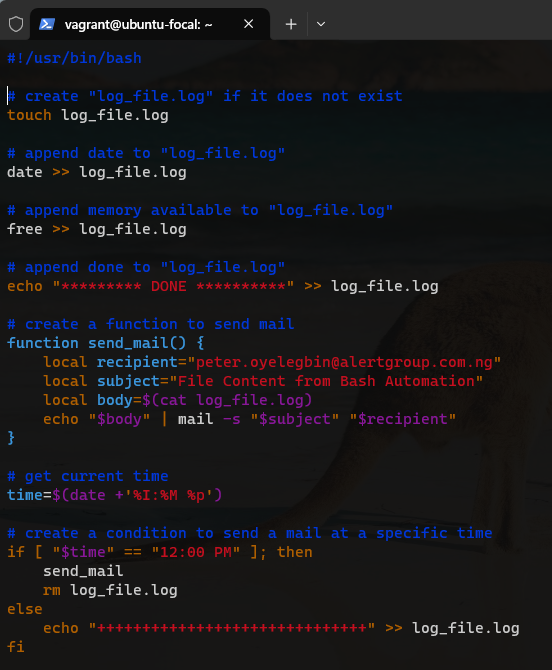 vagrant@ubuntu-focal: ~
#!/usr/bin/bash
# create "log_file.log" if it does not exist
touch log_file.log
# append date to "log_file.log"
date >> log_file.log
# append memory available to "log_file.log"
free >> log_file.log
# append done to "log_file.log"
echo "********* DONE **********" >> log_file.log
# create a function to send mail
function send_mail() {
    local recipient="peter.oyelegbin@alertgroup.com.ng"
    local subject="File Content from Bash Automation"
    local body=$(cat log_file.log)
    echo "$body" | mail -s "$subject" "$recipient"
}
# get current time
time=$(date +'%I:%M %p')
# create a condition to send a mail at a specific time
if [ "$time" == "12:00 PM" ]; then
    send_mail
    rm log_file.log
else
    echo "++++++++++++++++++++++++++++++" >> log_file.log
fi